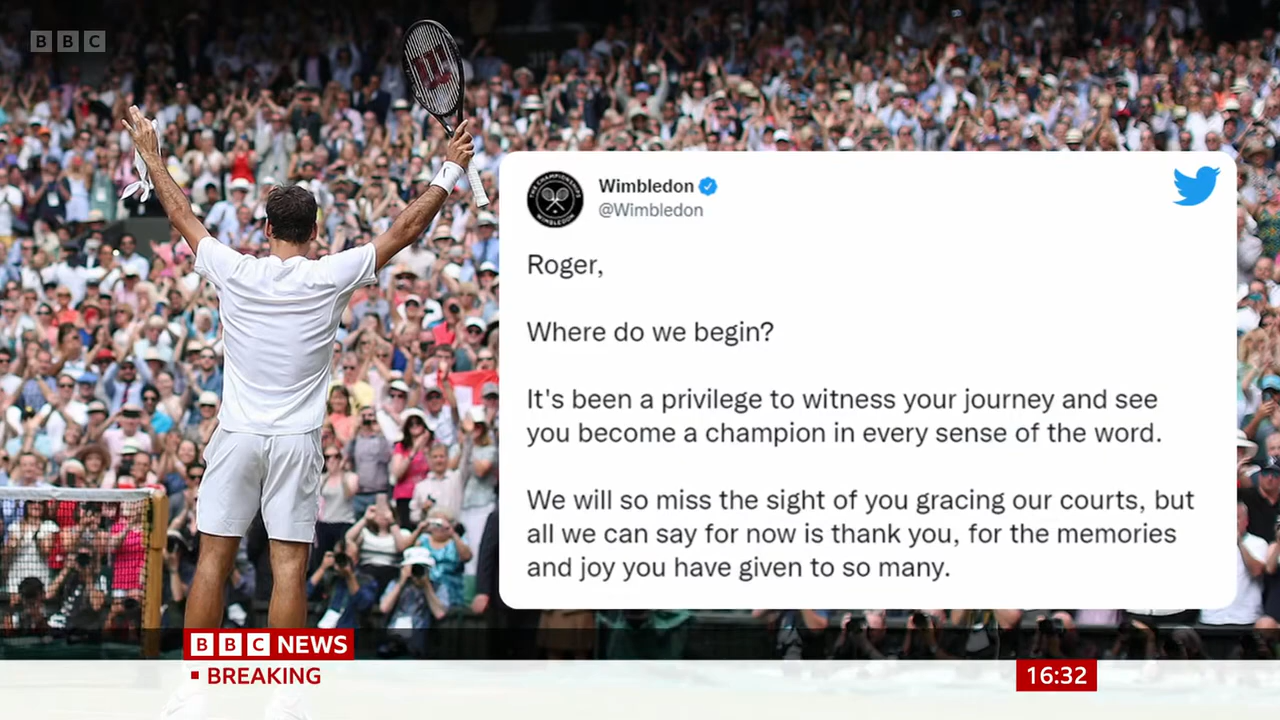 BBC
Wimbledon
@Wimbledon
Roger,
Where do we begin?
It's been a privilege to witness your journey and see
you become a champion in every sense of the word.
We will so miss the sight of you gracing our courts, but
all we can say for now is thank you, for the memories
and joy you have given to so many.
BBC NEWS
BREAKING
16:32